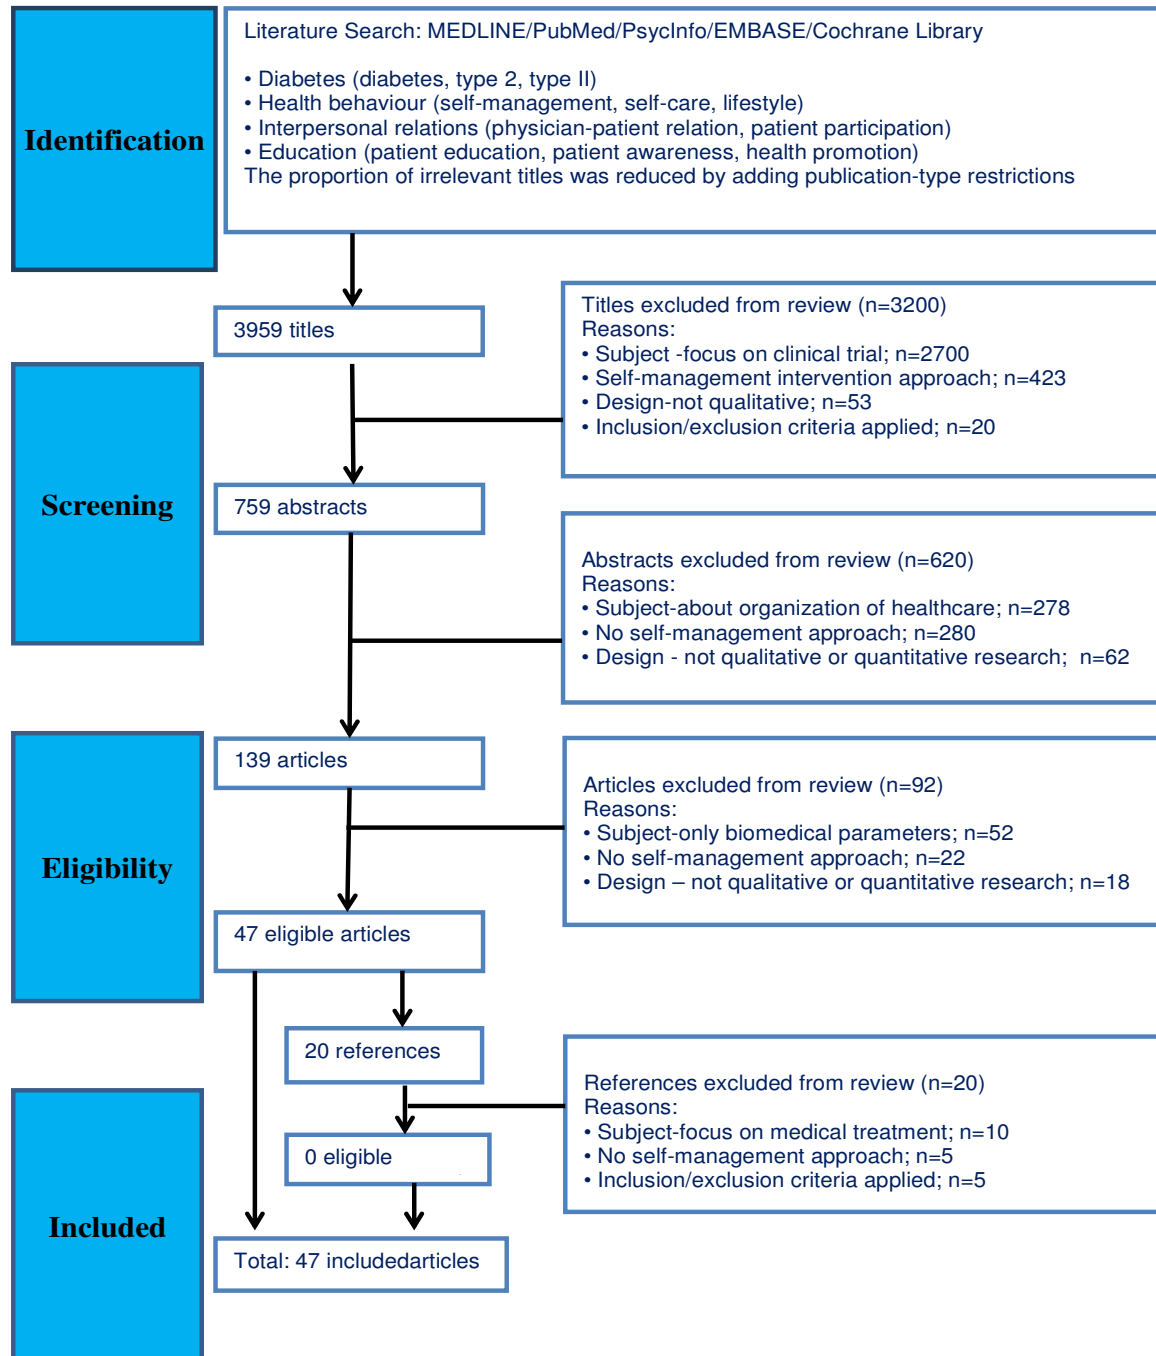 Identification
Literature Search: MEDLINE/PubMed/PsycInfo/EMBASE/Cochrane Library
• Diabetes (diabetes, type 2, type II)
• Health behaviour (self-management, self-care, lifestyle)
• Interpersonal relations (physician-patient relation, patient participation)
• Education (patient education, patient awareness, health promotion)
The proportion of irrelevant titles was reduced by adding publication-type restrictions
3959 titles
Titles excluded from review (n=3200)
Reasons:
• Subject -focus on clinical trial; n=2700
• Self-management intervention approach; n=423
• Design-not qualitative; n=53
• Inclusion/exclusion criteria applied; n=20
Screening
759 abstracts
Abstracts excluded from review (n=620)
Reasons:
• Subject-about organization of healthcare; n=278
• No self-management approach; n=280
• Design - not qualitative or quantitative research;  n=62
139 articles
Articles excluded from review (n=92)
Reasons:
• Subject-only biomedical parameters; n=52
• No self-management approach; n=22
• Design – not qualitative or quantitative research; n=18
Eligibility
47 eligible articles
20 references
References excluded from review (n=20)
Reasons:
• Subject-focus on medical treatment; n=10
• No self-management approach; n=5
• Inclusion/exclusion criteria applied; n=5
0 eligible
Included
Total: 47 includedarticles